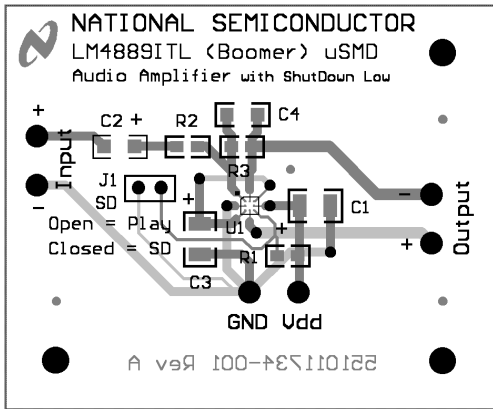 NATIONAL SEMICONDUCTOR
LM4889ITL (Boomer) uSMD
Audio Amplifier with ShutDown Low
+
C2 +
R2
C4
Input
R3
J1
-
SD
+
C1
-
Open = Play
U1
+
Output
Closed = SD
+
R1
C3
GND Vdd
551011734-001 Rev A